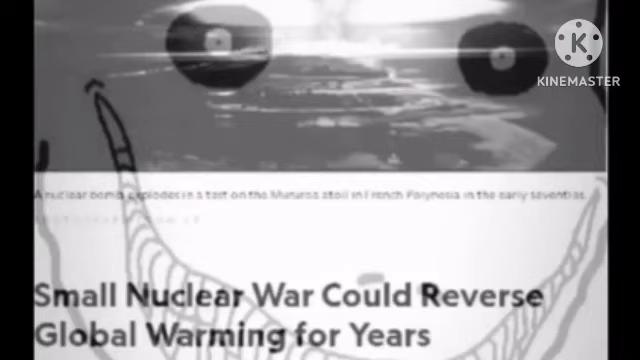 K
KINEMASTER
A nuclear bomb explodes in a test on the Mururoa atoll in French Polynesia in the early seventies.
Small Nuclear War Could Reverse
Global Warming for Years